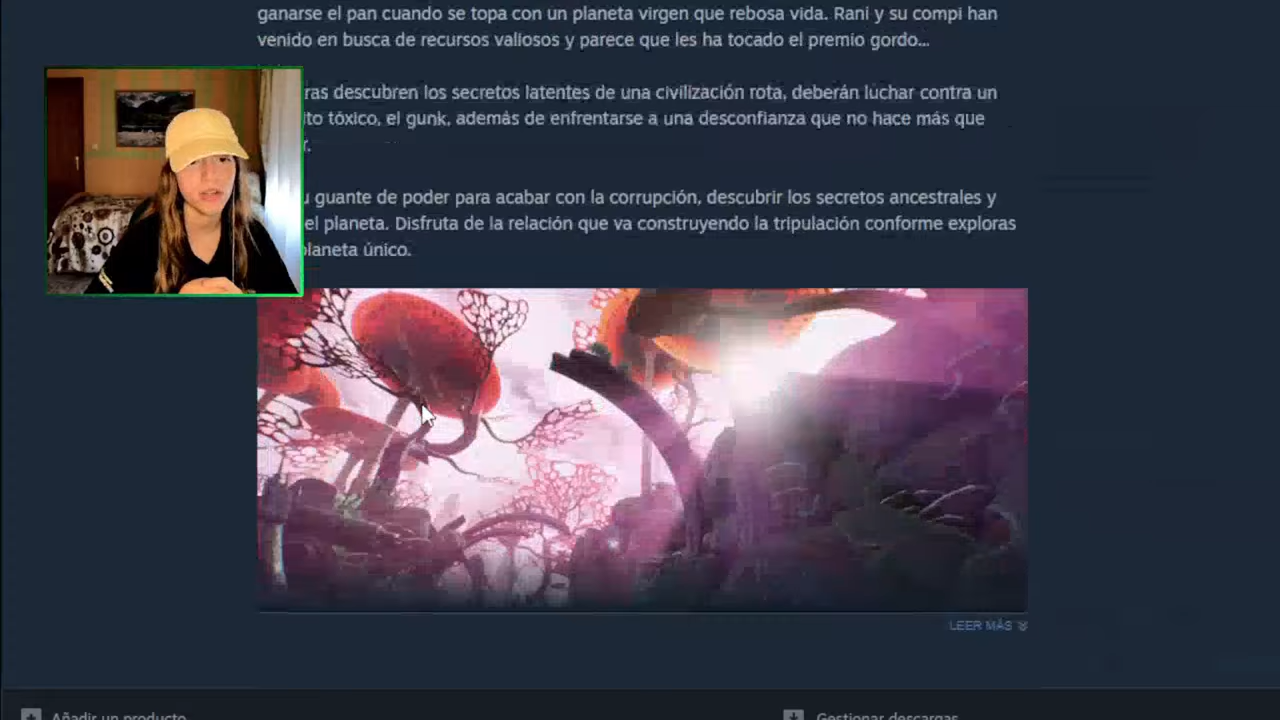 ganarse el pan cuando se topa con un planeta virgen que rebosa vida. Rani y su compi han
venido en busca de recursos valiosos y parece que les ha tocado el premio gordo...
ras descubren los secretos latentes de una civilización rota, deberán luchar contra un
ito tóxico, el gunk, además de enfrentarse a una desconfianza que no hace más que
r.
u guante de poder para acabar con la corrupción, descubrir los secretos ancestrales y
el planeta. Disfruta de la relación que va construyendo la tripulación conforme exploras
planeta único.
LEER MÁS
Añadir un producto
Gestionar descargas